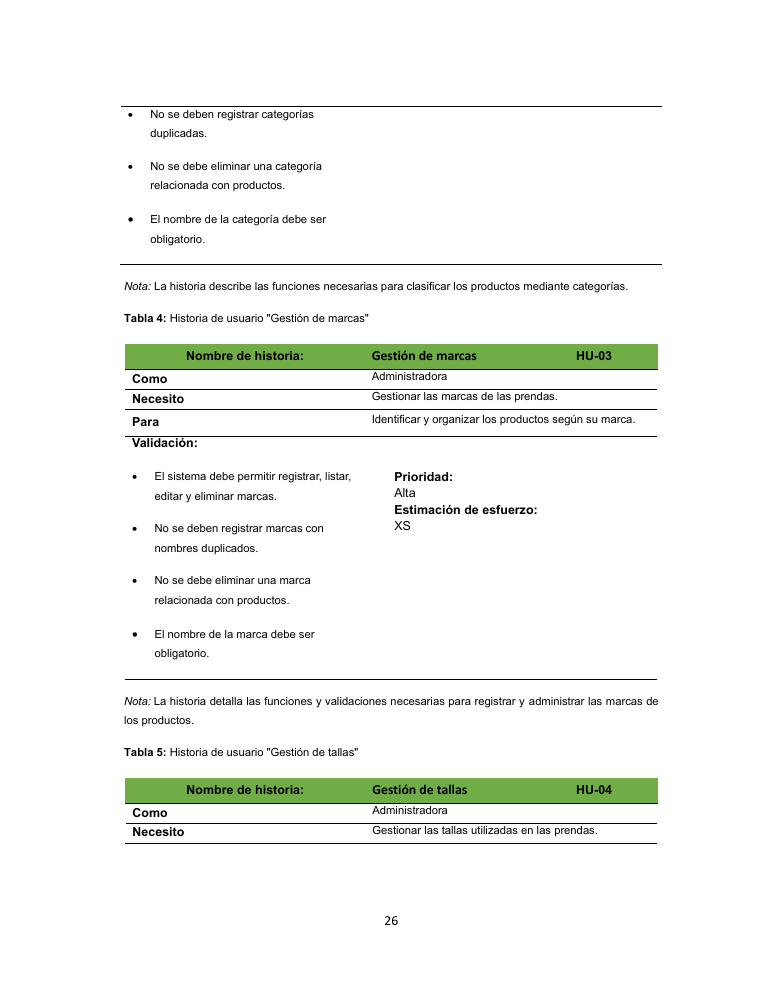 • No se deben registrar categorías
duplicadas.
• No se debe eliminar una categoría
relacionada con productos.
• El nombre de la categoría debe ser
obligatorio.
Nota: La historia describe las funciones necesarias para clasificar los productos mediante categorías.
Tabla 4: Historia de usuario "Gestión de marcas"
Nombre de historia: Gestión de marcas HU-03
Como Administradora
Necesito Gestionar las marcas de las prendas.
Para Identificar y organizar los productos según su marca.
Validación:
• El sistema debe permitir registrar, listar,
editar y eliminar marcas.
• No se deben registrar marcas con
nombres duplicados.
• No se debe eliminar una marca
relacionada con productos.
• El nombre de la marca debe ser
obligatorio.
Prioridad:
Alta
Estimación de esfuerzo:
XS
Nota: La historia detalla las funciones y validaciones necesarias para registrar y administrar las marcas de
los productos.
Tabla 5: Historia de usuario "Gestión de tallas"
Nombre de historia: Gestión de tallas HU-04
Como Administradora
Necesito Gestionar las tallas utilizadas en las prendas.
26